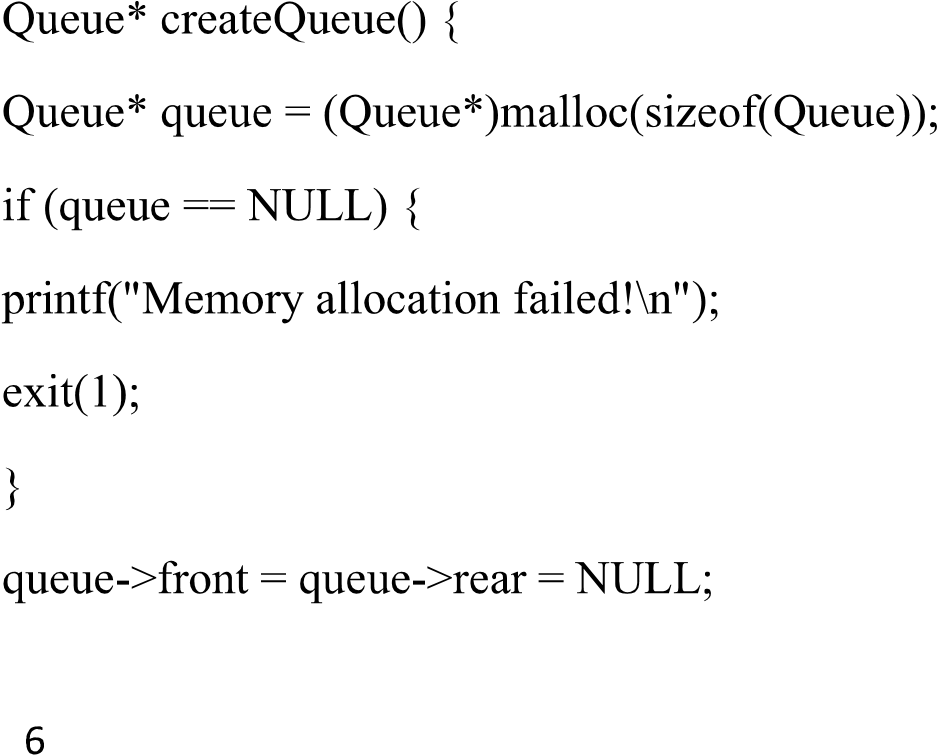 Queue* createQueue() {
Queue* queue = (Queue*)malloc(sizeof(Queue));
if (queue == NULL) {
printf("Memory allocation failed!\n");
exit(1);
}
queue->front = queue->rear = NULL;
6